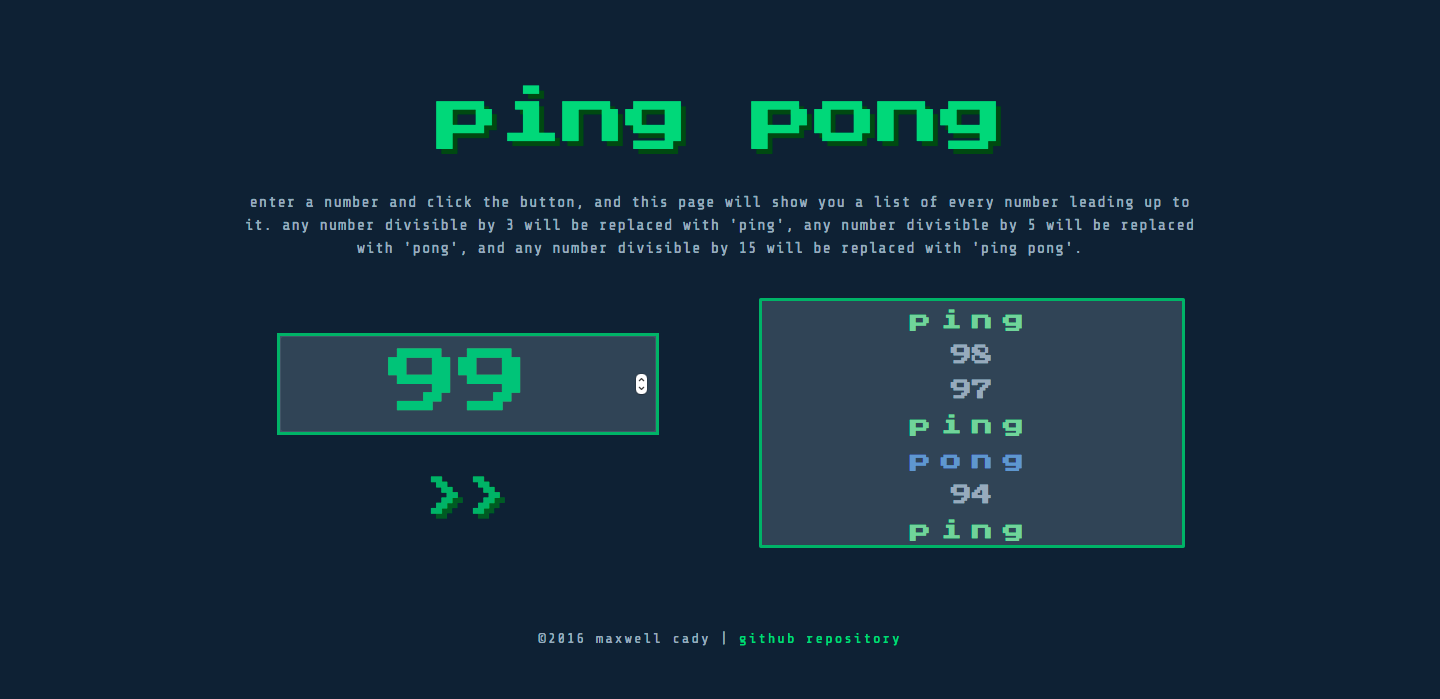 ping pong
enter a number and click the button, and this page will show you a list of every number leading up to
it. any number divisible by 3 will be replaced with 'ping', any number divisible by 5 will be replaced
with 'pong', and any number divisible by 15 will be replaced with 'ping pong'.
99
>>
ping
98
97
ping
pong
94
ping
©2016 maxwell cady | github repository